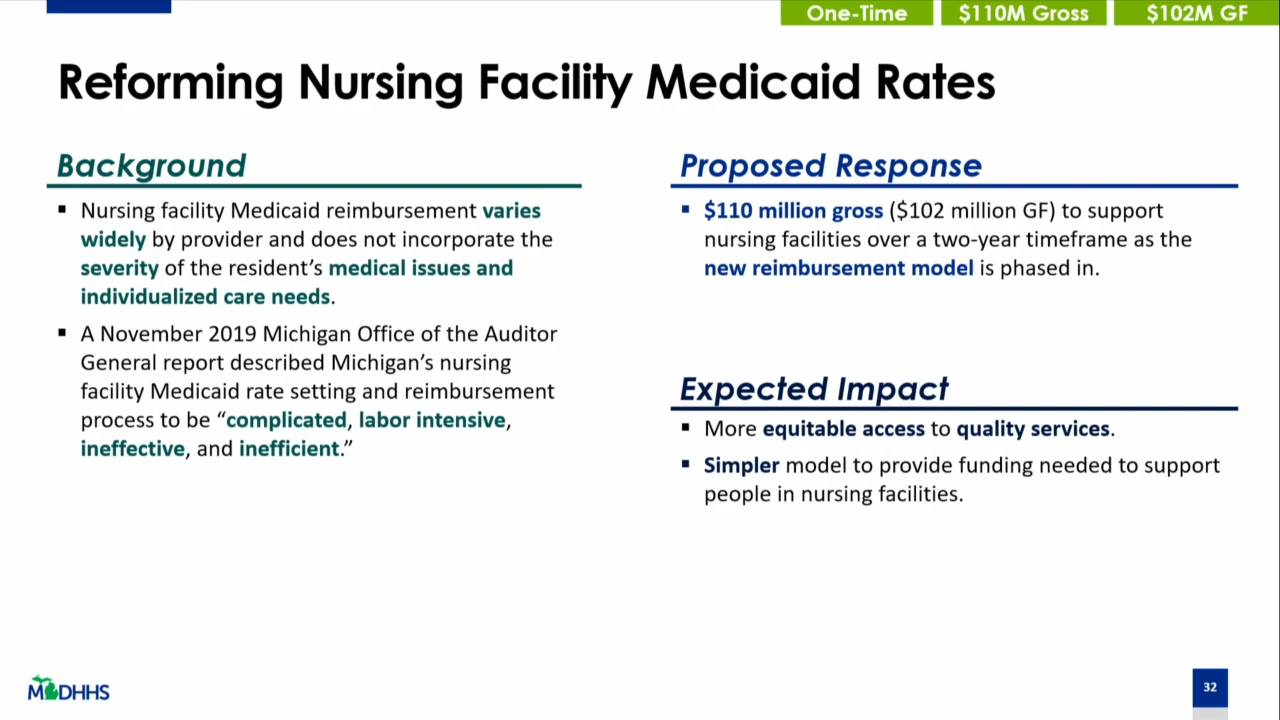 One-Time $110M Gross $102M GF
Reforming Nursing Facility Medicaid Rates
Background
▪ Nursing facility Medicaid reimbursement varies
widely by provider and does not incorporate the
severity of the resident’s medical issues and
individualized care needs.
▪ A November 2019 Michigan Office of the Auditor
General report described Michigan’s nursing
facility Medicaid rate setting and reimbursement
process to be “complicated, labor intensive,
ineffective, and inefficient.”
Proposed Response
▪ $110 million gross ($102 million GF) to support
nursing facilities over a two-year timeframe as the
new reimbursement model is phased in.
Expected Impact
▪ More equitable access to quality services.
▪ Simpler model to provide funding needed to support
people in nursing facilities.
MDHHS
32